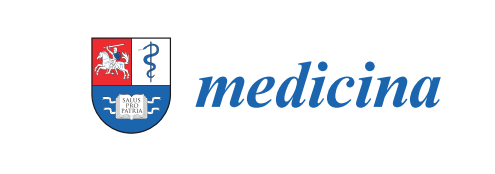 SALUS
PRO
PATRIA
medicina